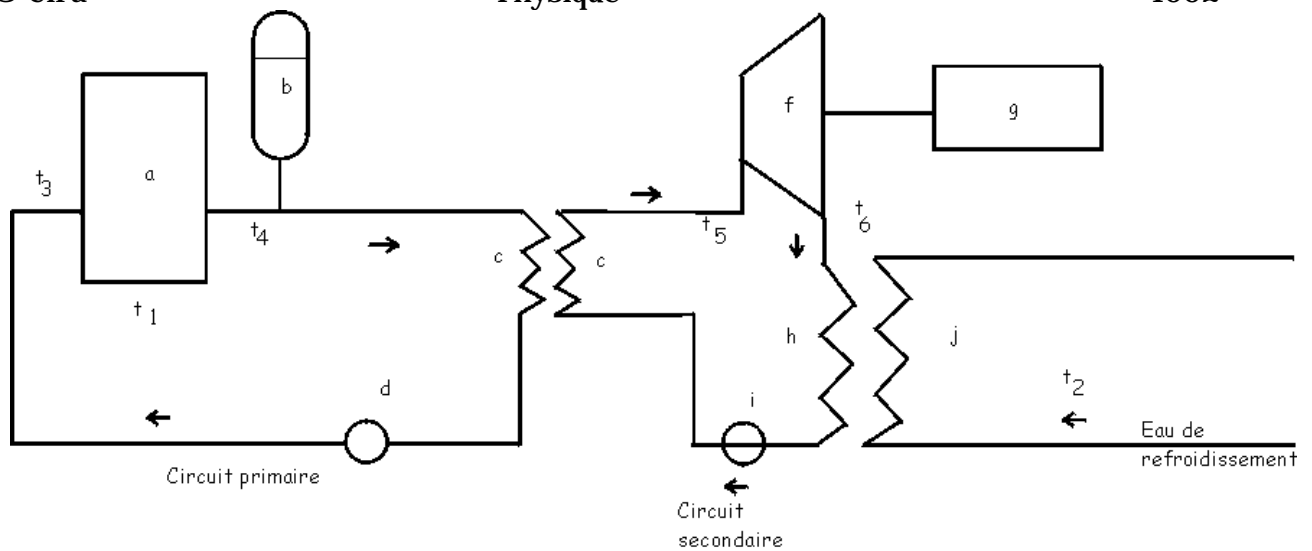 Physique
b
f
g
a
t3
t4
t5
t6
c
c
t1
h
j
d
i
t2
Eau de
refroidissement
Circuit primaire
Circuit
secondaire